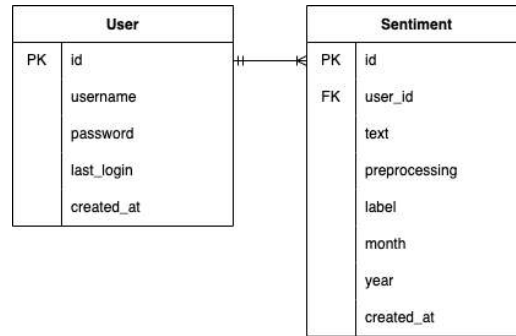 User
PK id
username
password
last_login
created_at
Sentiment
PK id
FK user_id
text
preprocessing
label
month
year
created_at